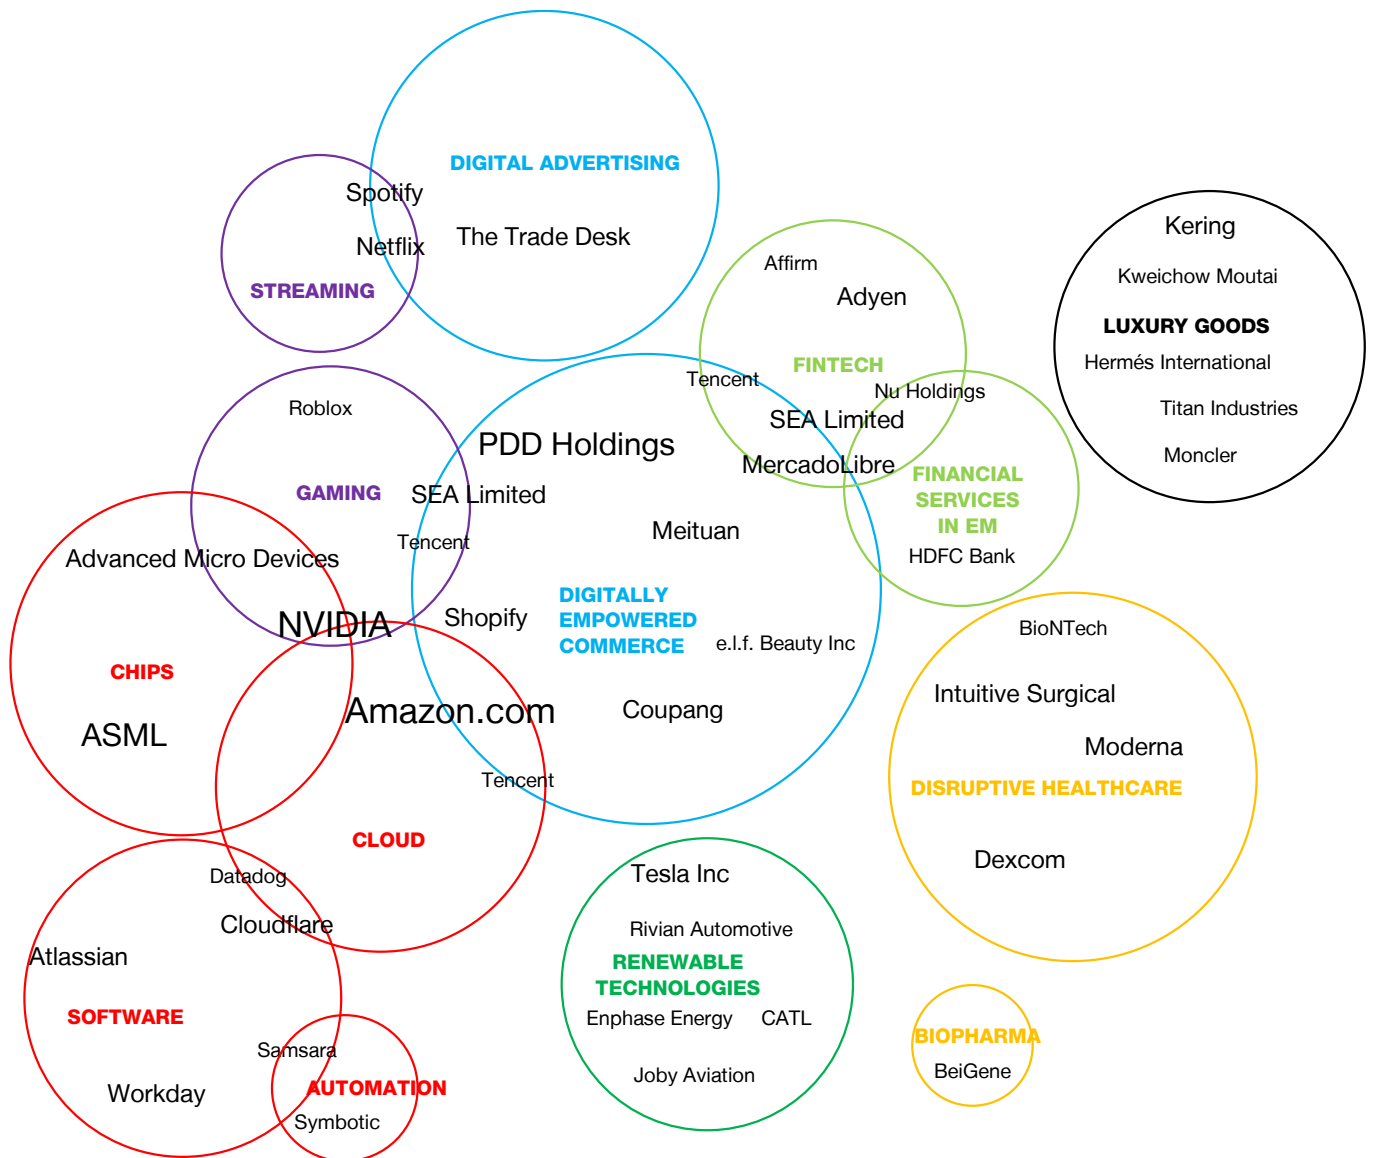 DIGITAL ADVERTISING
Spotify
The Trade Desk
Netflix
STREAMING
Kering
Kweichow Moutai
LUXURY GOODS
Hermés International
Titan Industries
Moncler
Affirm
Adyen
FINTECH
Tencent
Nu Holdings
SEA Limited
MercadoLibre
FINANCIAL
SERVICES
IN EM
HDFC Bank
Roblox
GAMING
PDD Holdings
SEA Limited
Tencent
Meituan
Shopify
DIGITALLY
EMPOWERED
COMMERCE
e.l.f. Beauty Inc
Amazon.com
Coupang
Tencent
Advanced Micro Devices
NVIDIA
CHIPS
ASML
CLOUD
Datadog
Cloudflare
Atlassian
SOFTWARE
Samsara
Workday
AUTOMATION
Symbotic
Tesla Inc
Rivian Automotive
RENEWABLE
TECHNOLOGIES
Enphase Energy
CATL
Joby Aviation
BioNTech
Intuitive Surgical
Moderna
DISRUPTIVE HEALTHCARE
Dexcom
BIOPHARMA
BeiGene